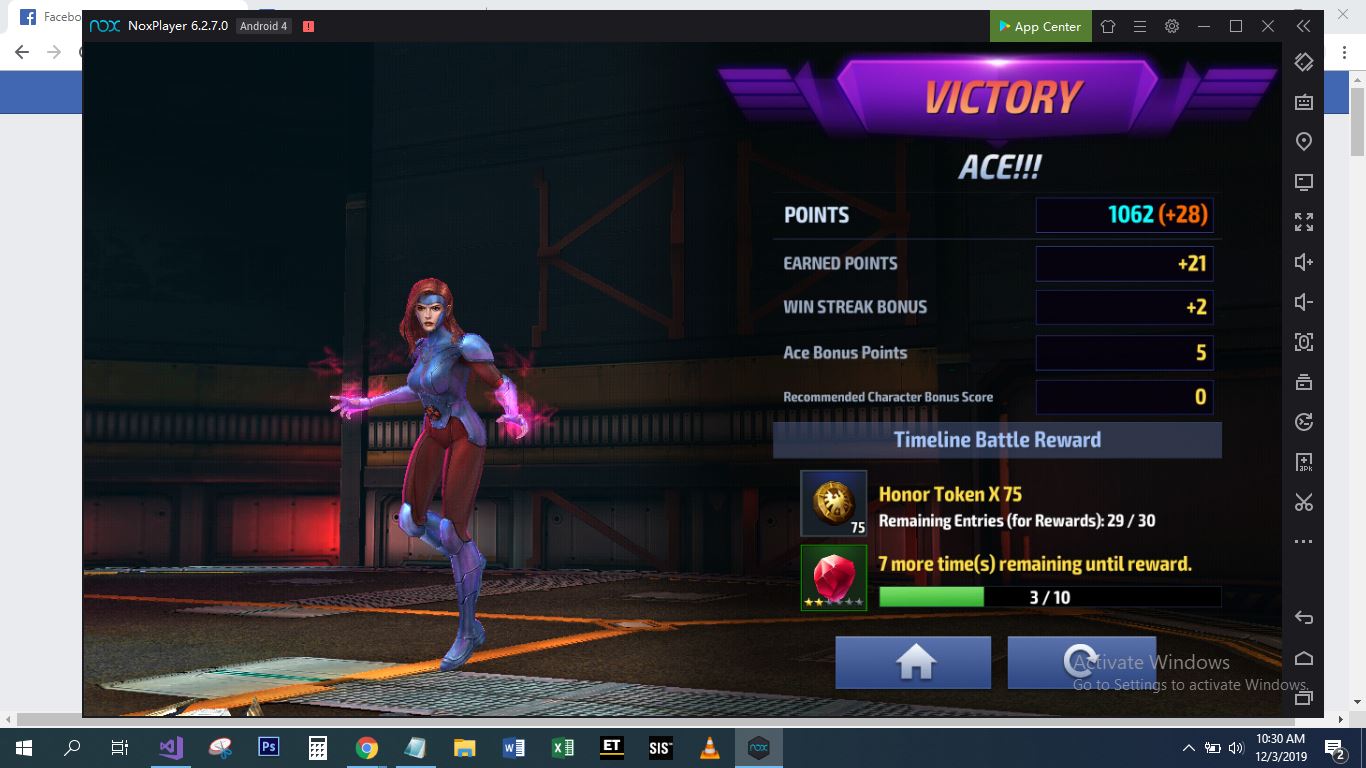 Facebo
nox NoxPlayer 6.2.7.0 Android 4
App Center
VICTORY
ACE!!!
POINTS 1062 (+28)
EARNED POINTS +21
WIN STREAK BONUS +2
Ace Bonus Points 5
Recommended Character Bonus Score 0
Timeline Battle Reward
75
Honor Token X 75
Remaining Entries (for Rewards): 29 / 30
7 more time(s) remaining until reward.
3 / 10
Activate Windows
Go to Settings to activate Windows.
Ps
ET
SIS
nox
10:30 AM
12/3/2019
2